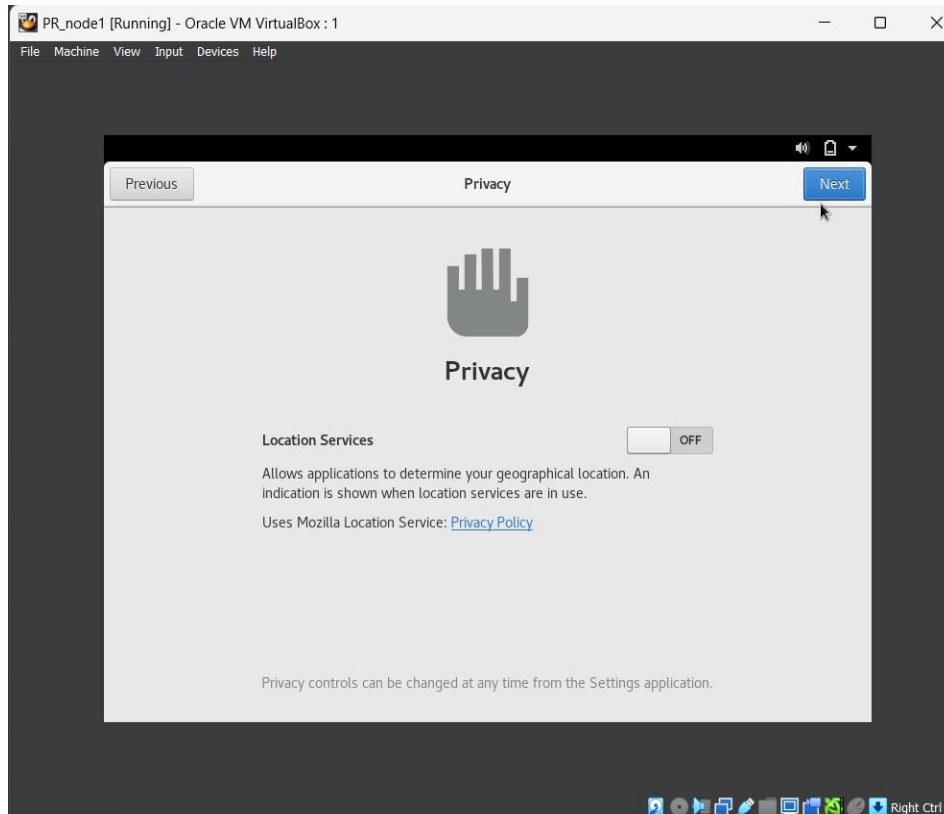 PR_node1 [Running] - Oracle VM VirtualBox : 1
File Machine View Input Devices Help
Previous Privacy Next
Privacy
Location Services OFF
Allows applications to determine your geographical location. An
indication is shown when location services are in use.
Uses Mozilla Location Service: Privacy Policy
Privacy controls can be changed at any time from the Settings application.
Right Ctrl